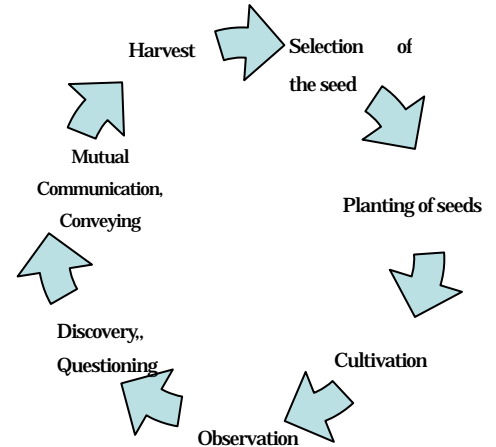 Harvest
Selection of
the seed
Planting of seeds
Cultivation
Observation
Discovery,,
Questioning
Mutual
Communication,
Conveying